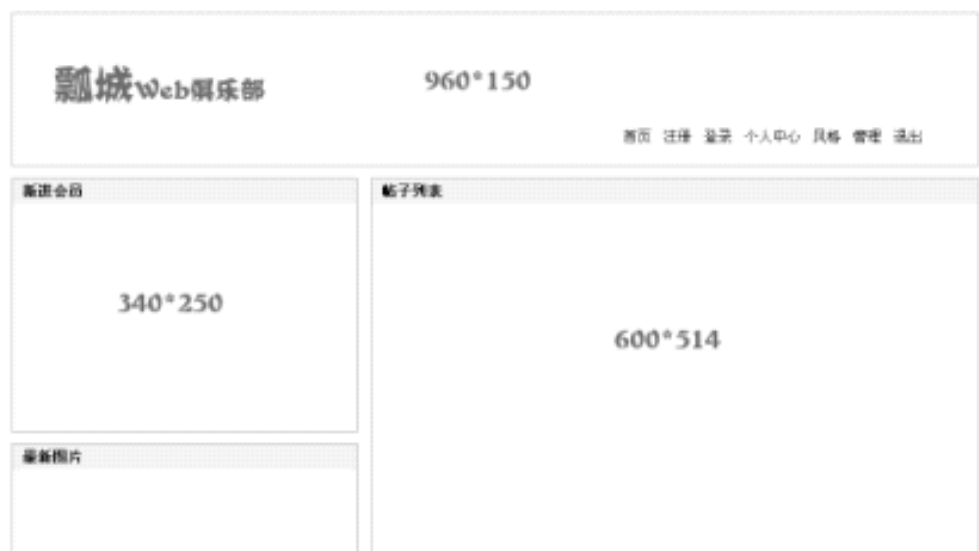 瓢城Web俱乐部
960*150
首页 注册 登录 个人中心 风格 管理 退出
新进会员
340*250
帖子列表
600*514
最新图片